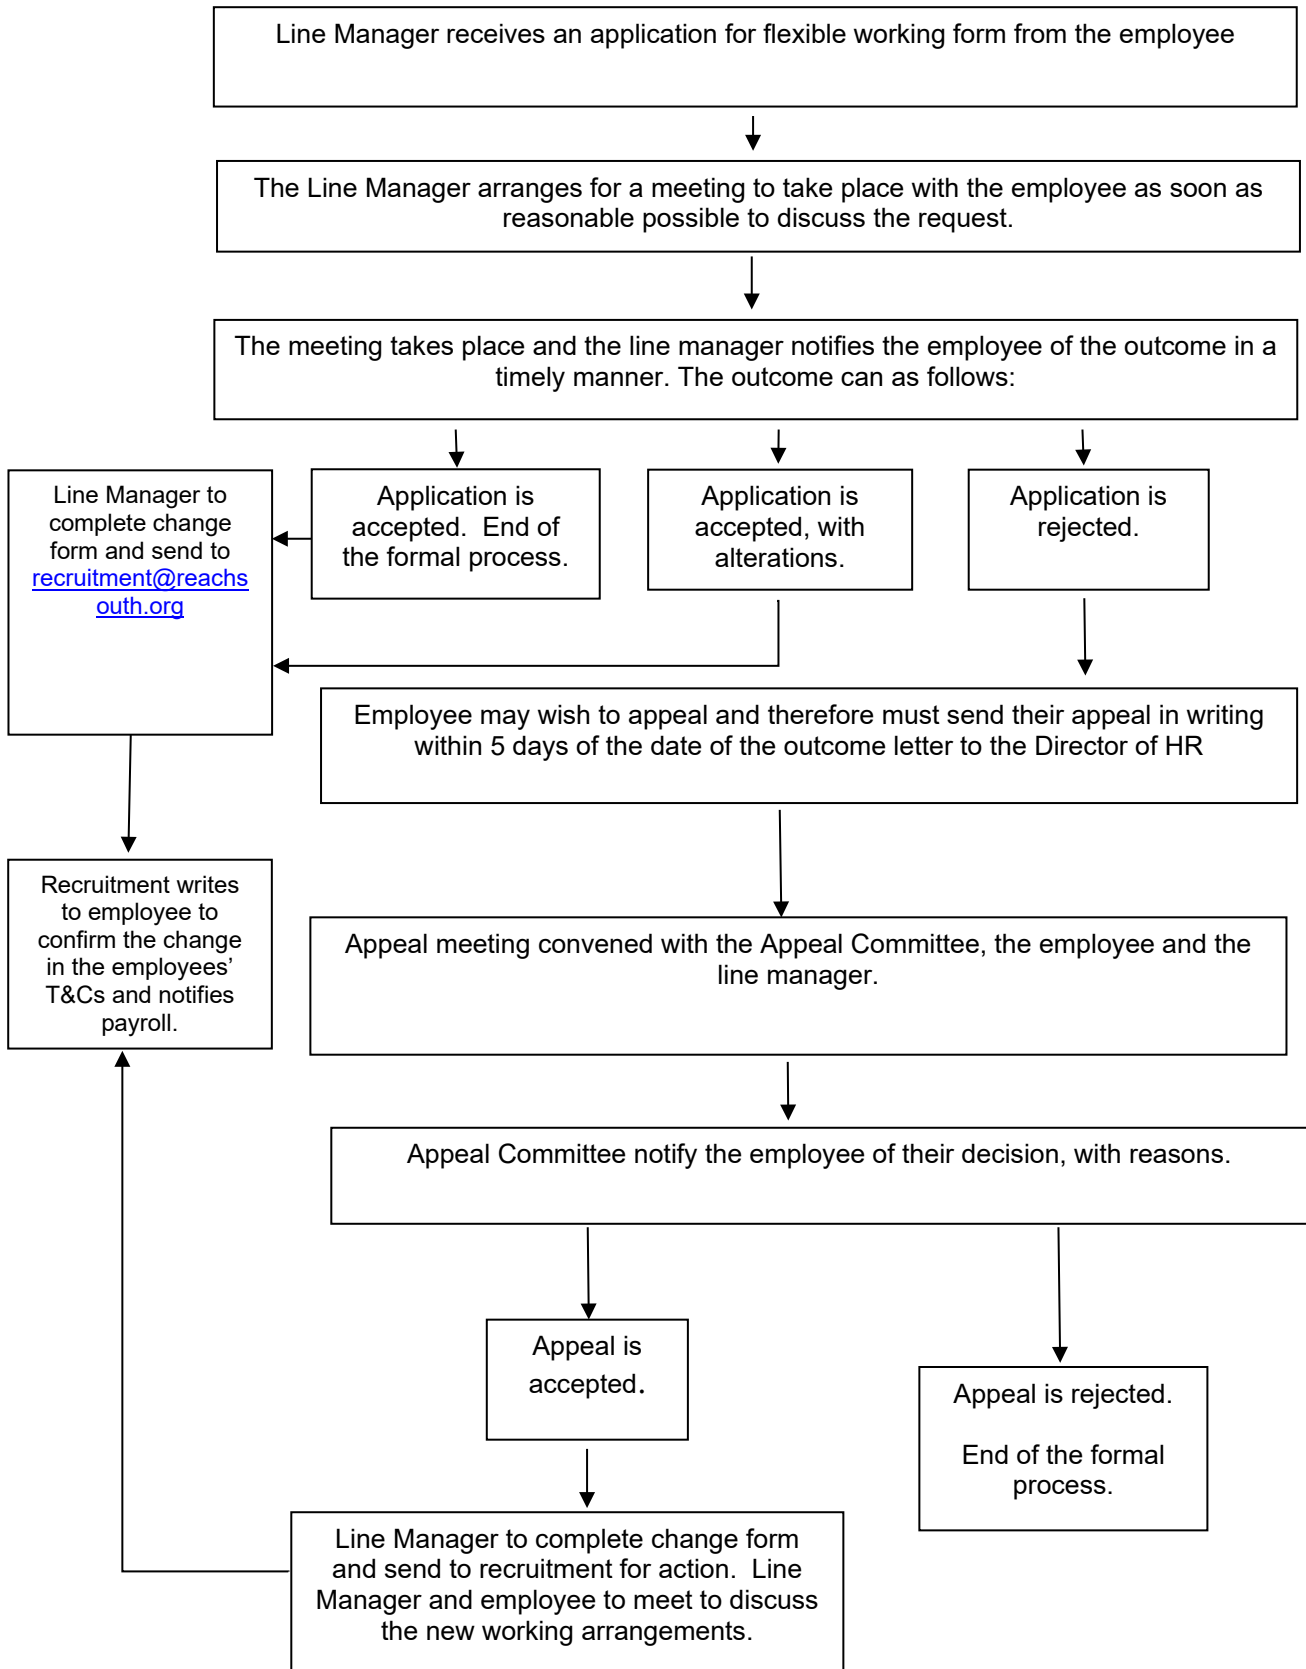 Line Manager receives an application for flexible working form from the employee
The Line Manager arranges for a meeting to take place with the employee as soon as
reasonable possible to discuss the request.
The meeting takes place and the line manager notifies the employee of the outcome in a
timely manner. The outcome can as follows:
Line Manager to
complete change
form and send to
recruitment@reachs
outh.org
Application is
accepted. End of
the formal process.
Application is
accepted, with
alterations.
Application is
rejected.
Employee may wish to appeal and therefore must send their appeal in writing
within 5 days of the date of the outcome letter to the Director of HR
Recruitment writes
to employee to
confirm the change
in the employees’
T&Cs and notifies
payroll.
Appeal meeting convened with the Appeal Committee, the employee and the
line manager.
Appeal Committee notify the employee of their decision, with reasons.
Appeal is
accepted.
Appeal is rejected.
End of the formal
process.
Line Manager to complete change form
and send to recruitment for action. Line
Manager and employee to meet to discuss
the new working arrangements.